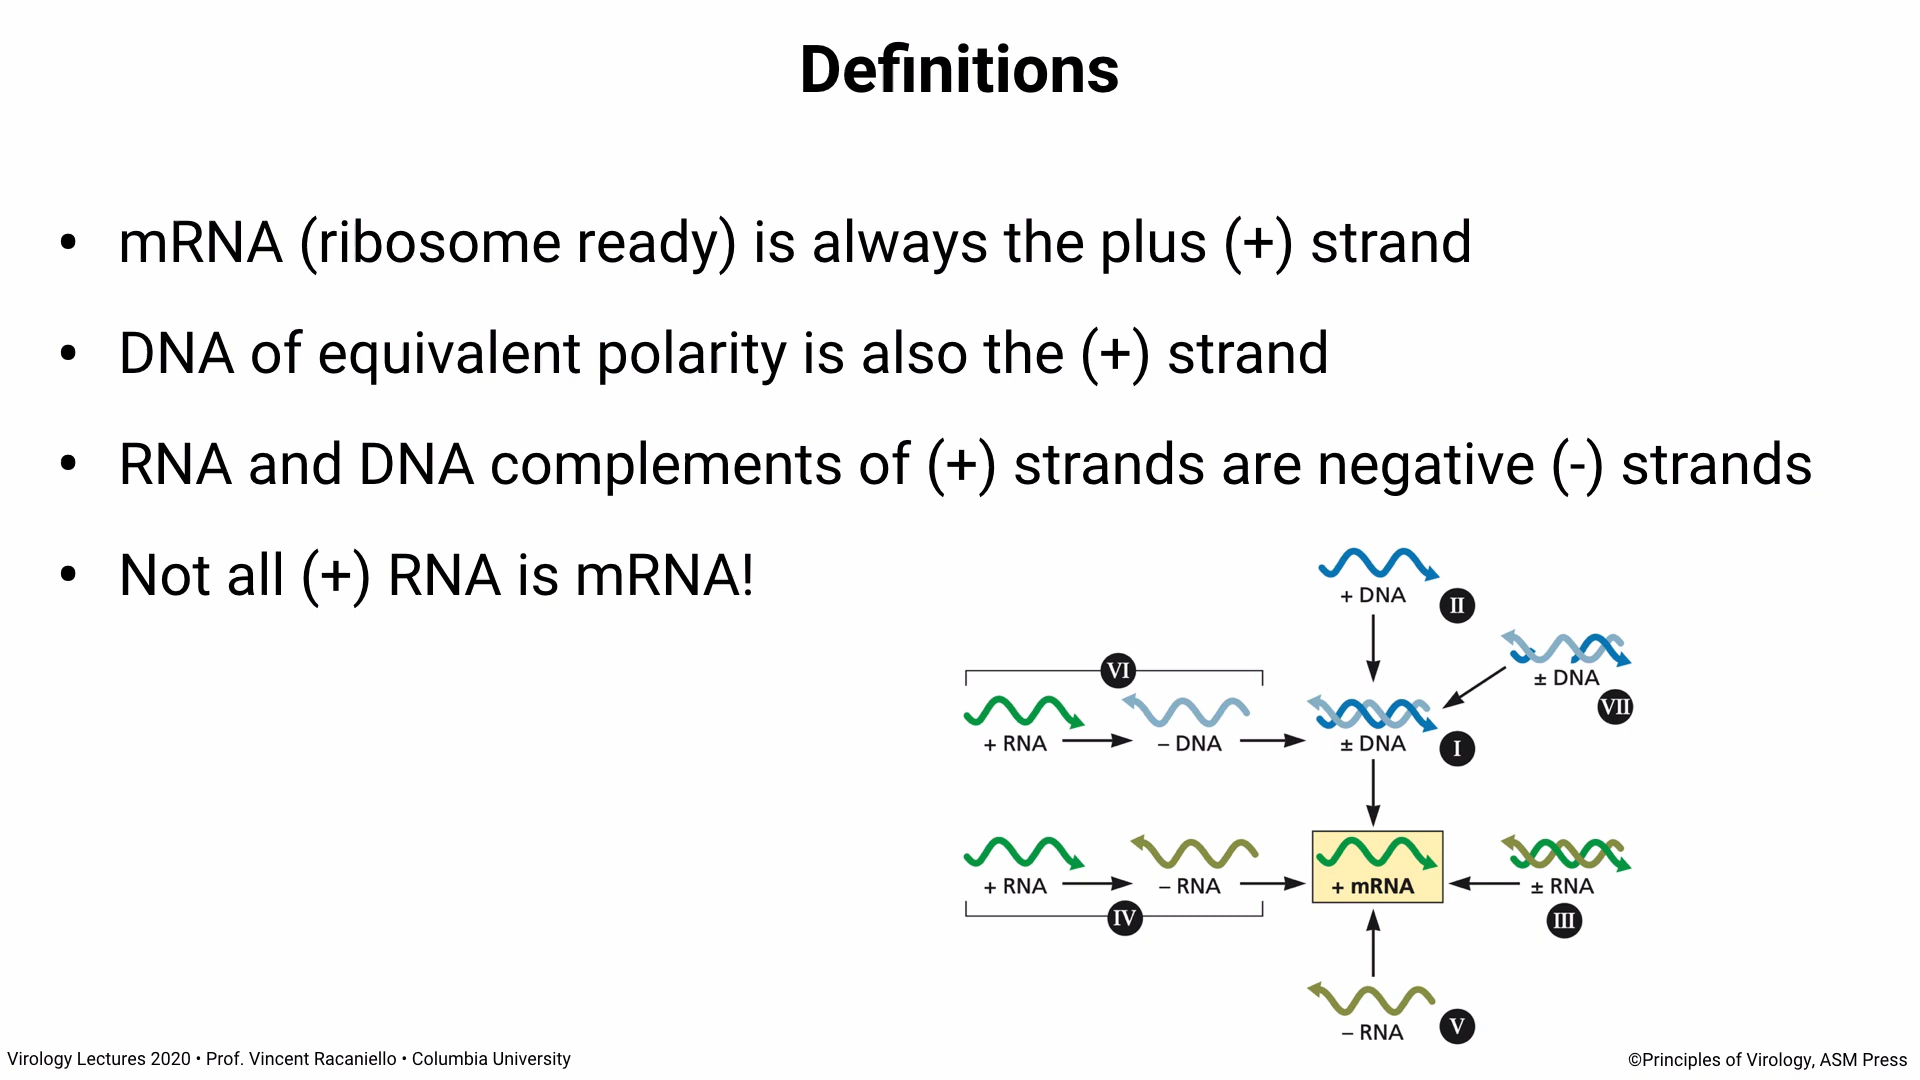 Definitions
• mRNA (ribosome ready) is always the plus (+) strand
• DNA of equivalent polarity is also the (+) strand
• RNA and DNA complements of (+) strands are negative (-) strands
• Not all (+) RNA is mRNA!
+ DNA
II
± DNA
VII
VI
+ RNA
– DNA
± DNA
I
+ RNA
– RNA
+ mRNA
± RNA
IV
III
– RNA
V
Virology Lectures 2020 • Prof. Vincent Racaniello • Columbia University
©Principles of Virology, ASM Press